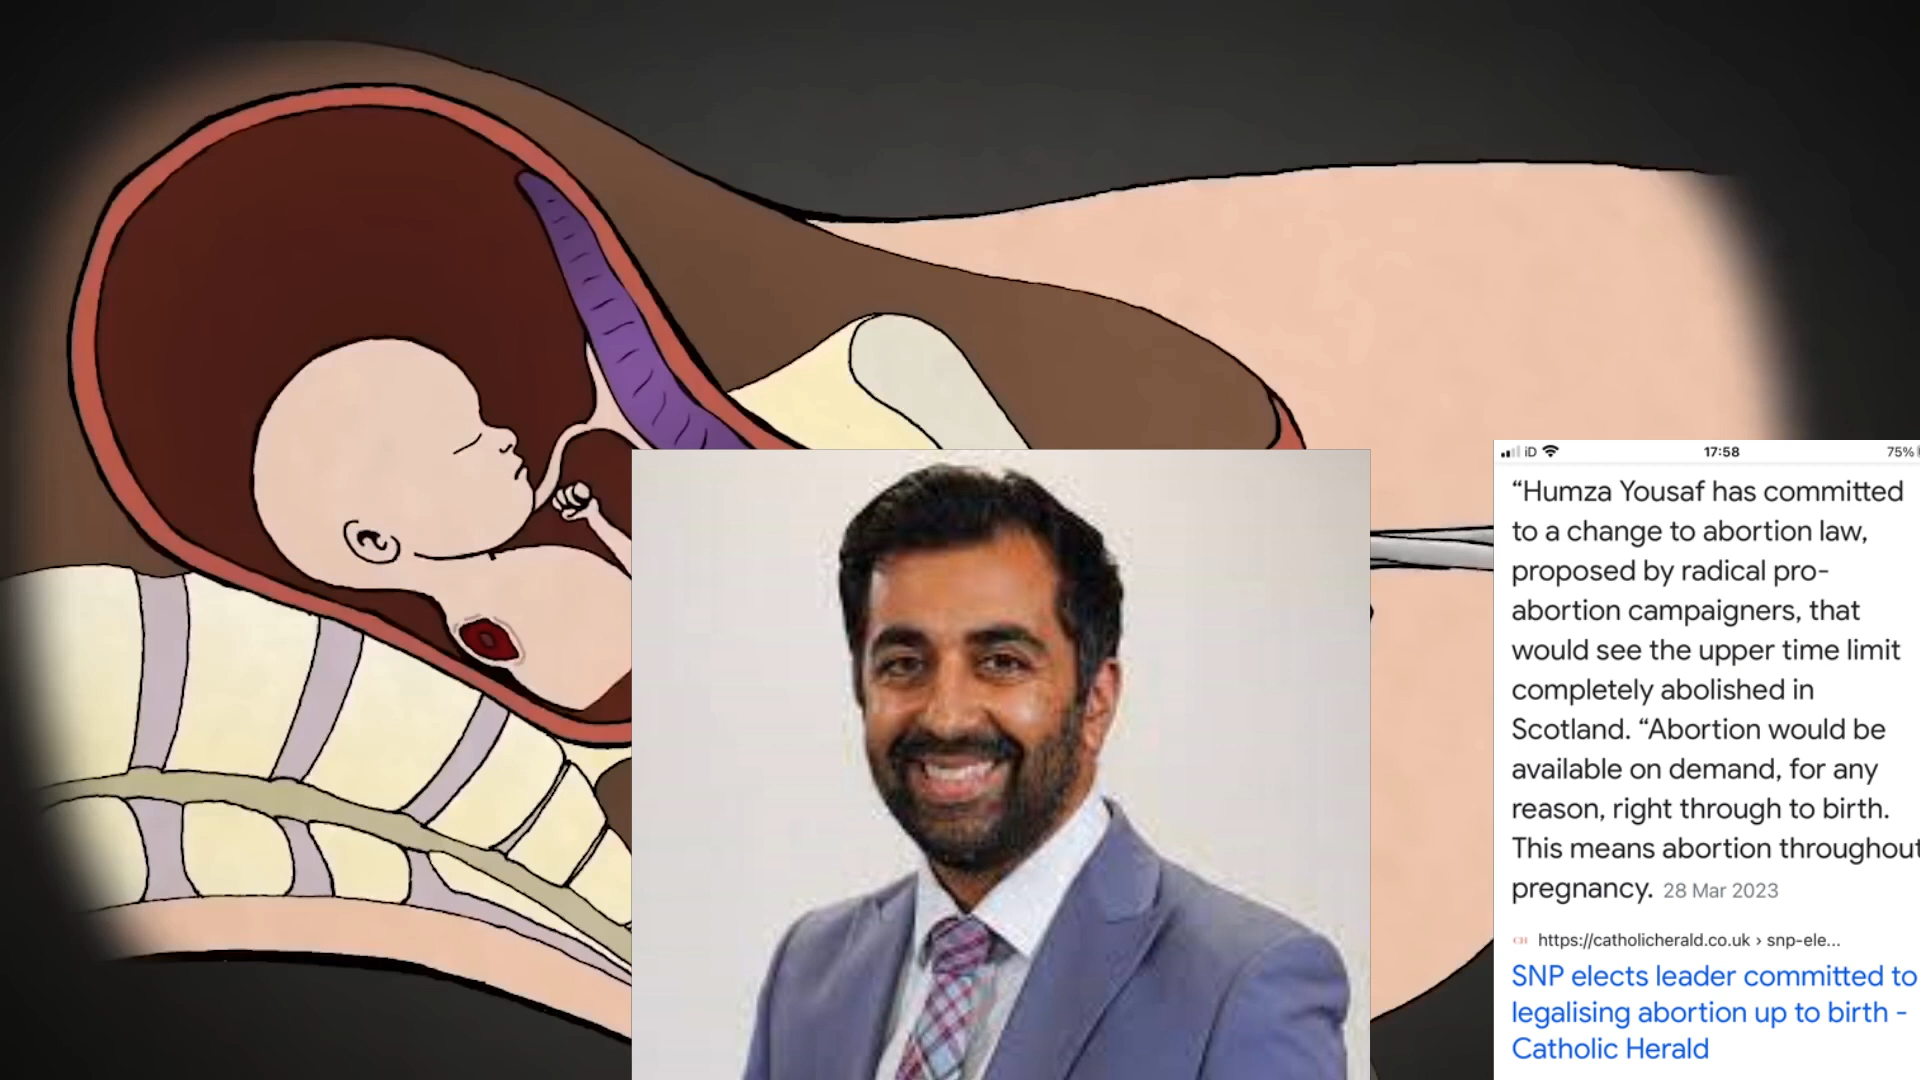 iD 17:58 75%
“Humza Yousaf has committed
to a change to abortion law,
proposed by radical pro-
abortion campaigners, that
would see the upper time limit
completely abolished in
Scotland. “Abortion would be
available on demand, for any
reason, right through to birth.
This means abortion throughout
pregnancy. 28 Mar 2023
CH https://catholicherald.co.uk › snp-ele...
SNP elects leader committed to
legalising abortion up to birth -
Catholic Herald